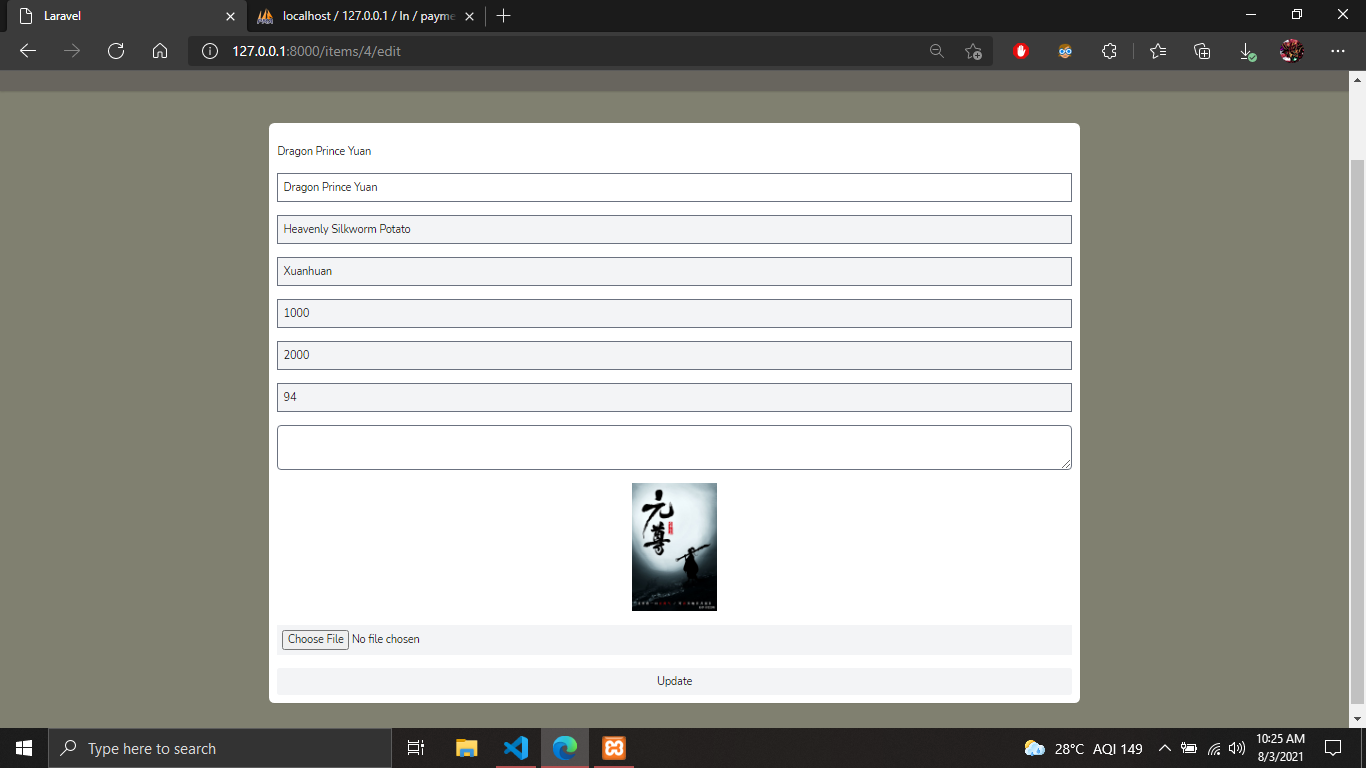 Laravel
localhost / 127.0.0.1 / ln / payme
127.0.0.1:8000/items/4/edit
Dragon Prince Yuan
Dragon Prince Yuan
Heavenly Silkworm Potato
Xuanhuan
1000
2000
94
元
尊
Choose File No file chosen
Update
Type here to search
28°C AQI 149
10:25 AM
8/3/2021